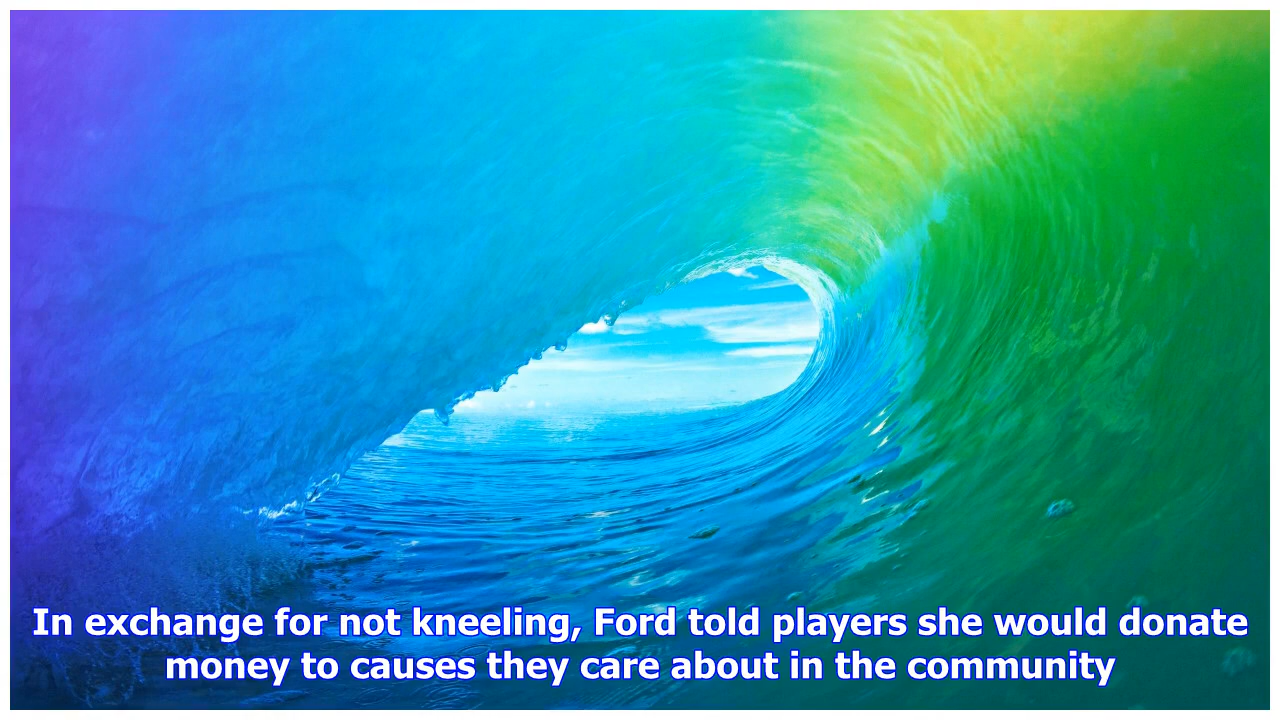 In exchange for not kneeling, Ford told players she would donate
money to causes they care about in the community